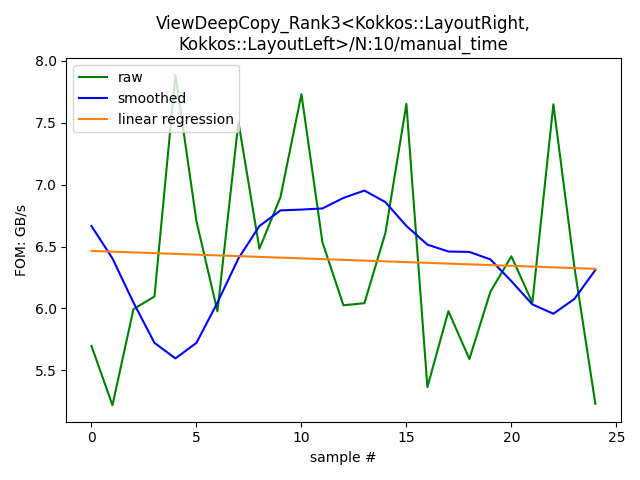 ViewDeepCopy_Rank3<Kokkos::LayoutRight,
Kokkos::LayoutLeft>/N:10/manual_time
raw
smoothed
linear regression
FOM: GB/s
8.0
7.5
7.0
6.5
6.0
5.5
0 5 10 15 20 25
sample #